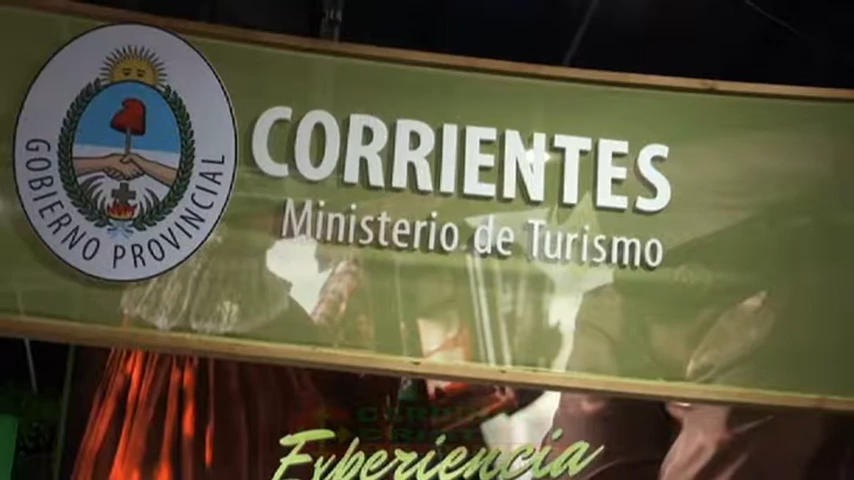 GOBIERNO PROVINCIAL
CORRIENTES
Ministerio de Turismo
Experiencia